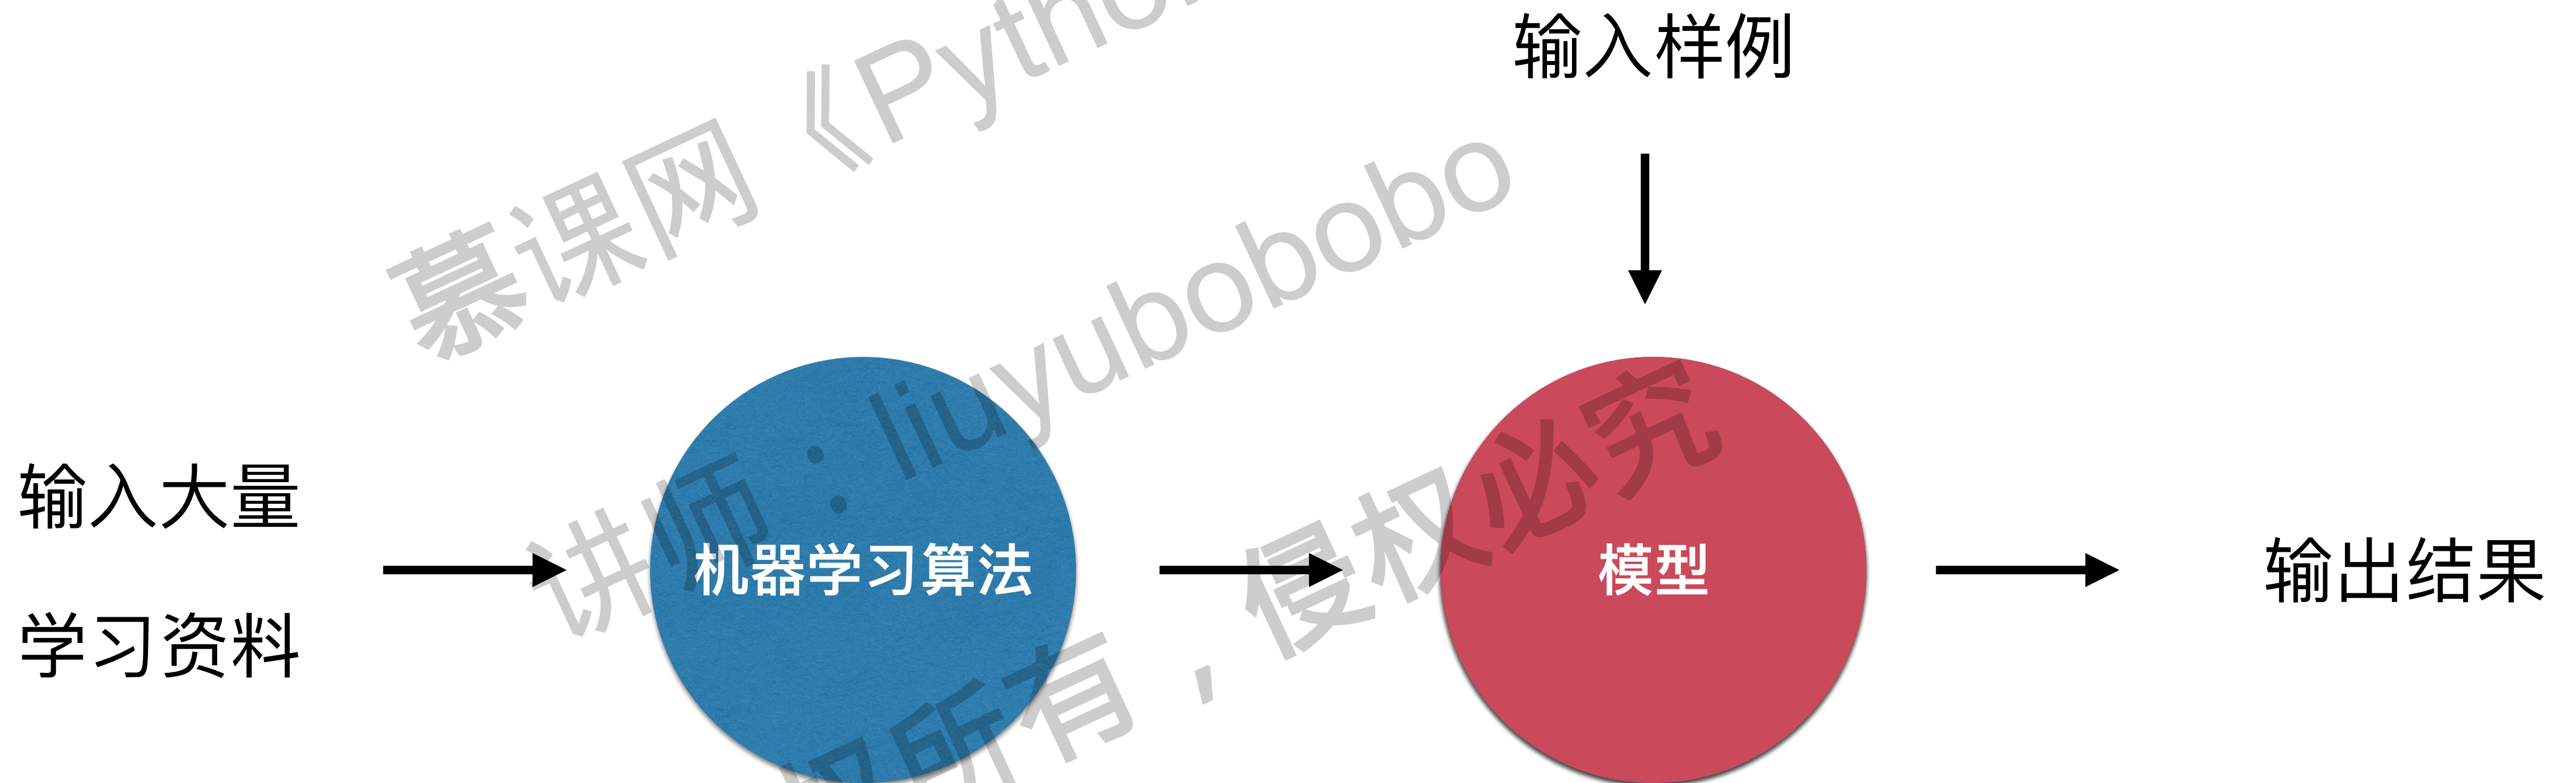 输入样例
输入大量
学习资料
机器学习算法
模型
输出结果
慕课网《Pytho
讲师：liuyubobobo
所有，侵权必究